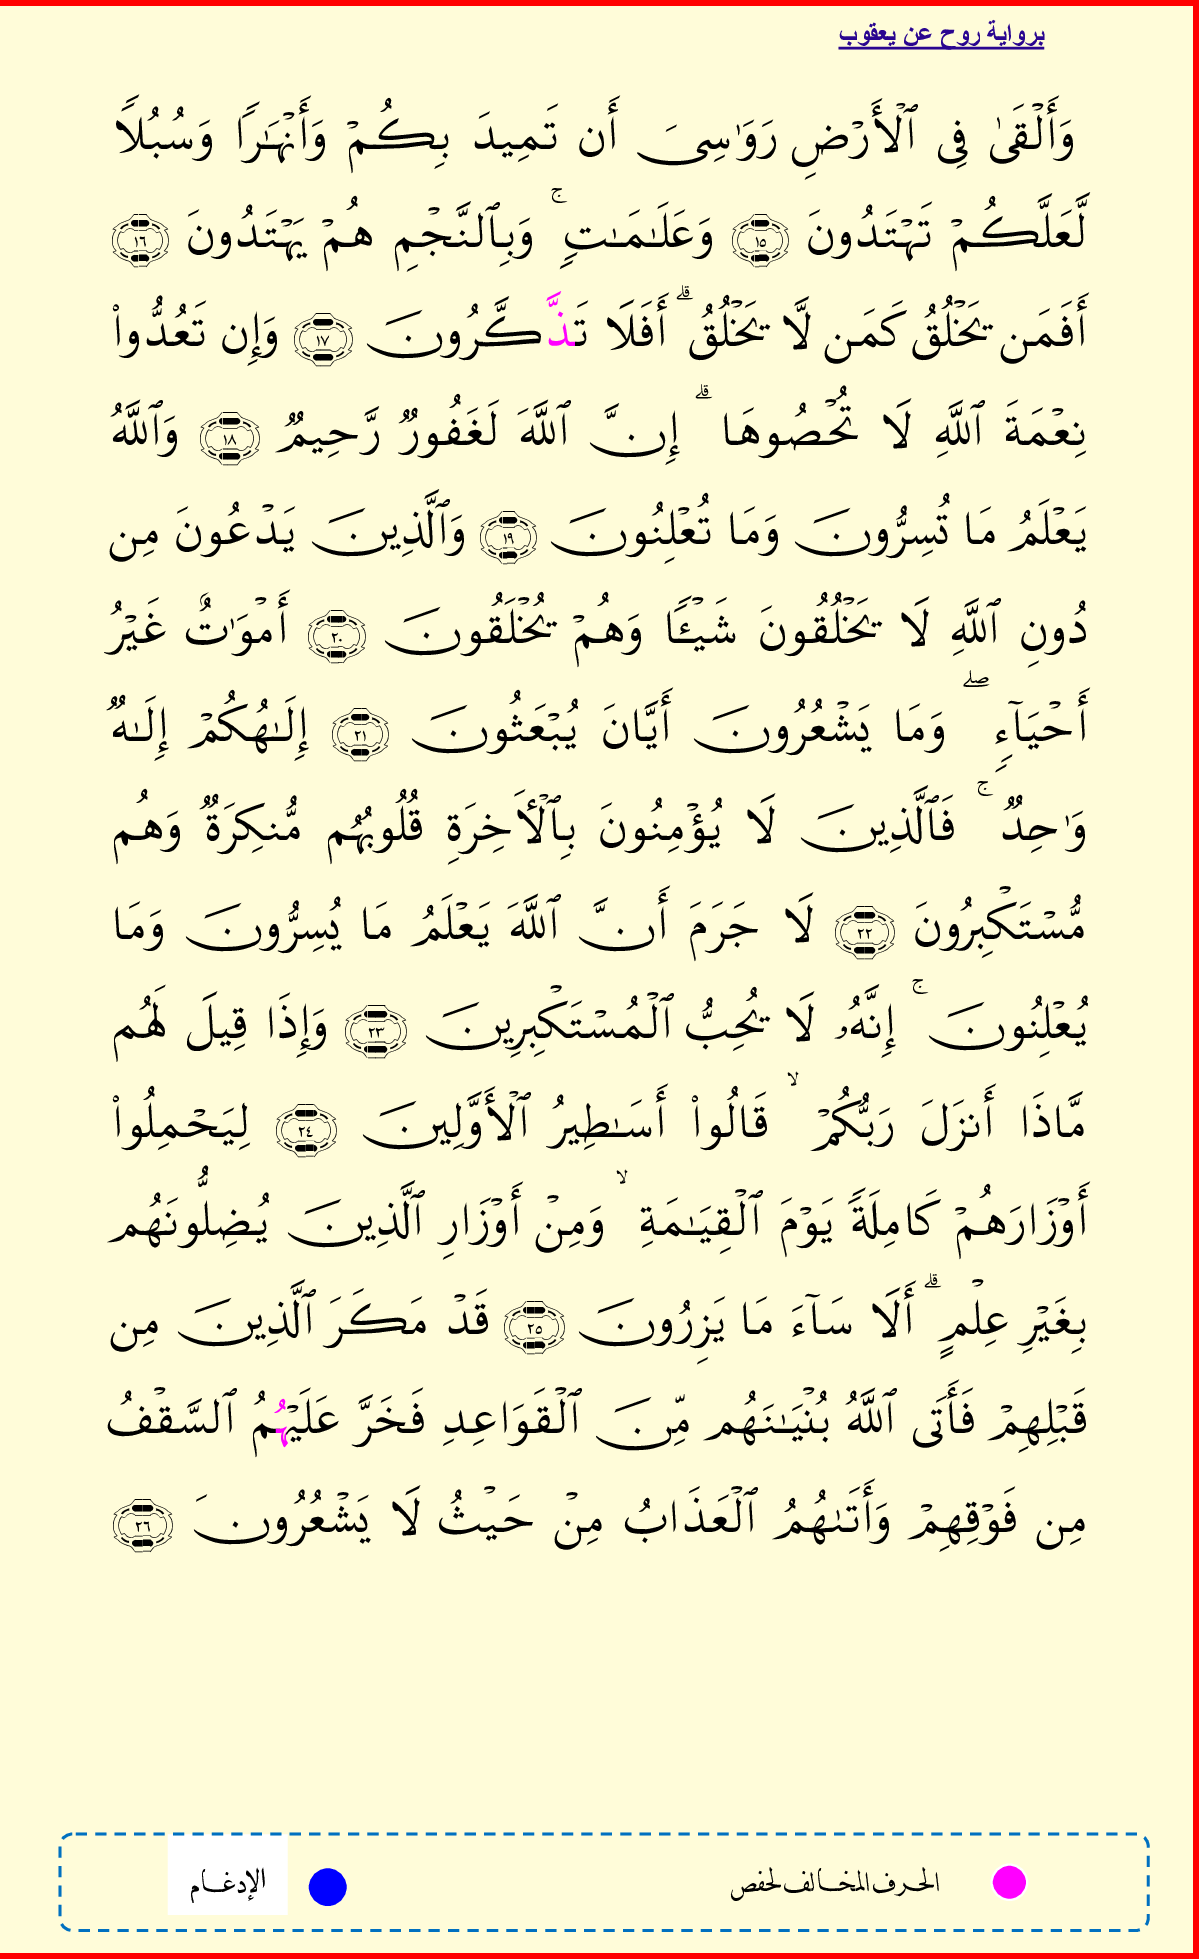 برواية روح عن يعقوب
وَأَلْقَىٰ فِى ٱلْأَرْضِ رَوَٰسِىَ أَن تَمِيدَ بِكُمْ وَأَنْهَٰرًا وَسُبُلًا
لَّعَلَّكُمْ تَهْتَدُونَ ١٥ وَعَلَٰمَٰتٍ ۚ وَبِٱلنَّجْمِ هُمْ يَهْتَدُونَ ١٦
أَفَمَن يَخْلُقُ كَمَن لَّا يَخْلُقُ ۗ أَفَلَا تَذَّكَّرُونَ ١٧ وَإِن تَعُدُّوا۟
نِعْمَةَ ٱللَّهِ لَا تُحْصُوهَا ۗ إِنَّ ٱللَّهَ لَغَفُورٌ رَّحِيمٌ ١٨ وَٱللَّهُ
يَعْلَمُ مَا تُسِرُّونَ وَمَا تُعْلِنُونَ ١٩ وَٱلَّذِينَ يَدْعُونَ مِن
دُونِ ٱللَّهِ لَا يَخْلُقُونَ شَيْـًٔا وَهُمْ يُخْلَقُونَ ٢٠ أَمْوَٰتٌ غَيْرُ
أَحْيَآءٍ ۖ وَمَا يَشْعُرُونَ أَيَّانَ يُبْعَثُونَ ٢١ إِلَٰهُكُمْ إِلَٰهٌ
وَٰحِدٌ ۚ فَٱلَّذِينَ لَا يُؤْمِنُونَ بِٱلْأَخِرَةِ قُلُوبُهُم مُّنكِرَةٌ وَهُم
مُّسْتَكْبِرُونَ ٢٢ لَا جَرَمَ أَنَّ ٱللَّهَ يَعْلَمُ مَا يُسِرُّونَ وَمَا
يُعْلِنُونَ ۚ إِنَّهُۥ لَا يُحِبُّ ٱلْمُسْتَكْبِرِينَ ٢٣ وَإِذَا قِيلَ لَهُم
مَّاذَا أَنزَلَ رَبُّكُمْ ۙ قَالُوا۟ أَسَٰطِيرُ ٱلْأَوَّلِينَ ٢٤ لِيَحْمِلُوا۟
أَوْزَارَهُمْ كَامِلَةً يَوْمَ ٱلْقِيَٰمَةِ ۙ وَمِنْ أَوْزَارِ ٱلَّذِينَ يُضِلُّونَهُم
بِغَيْرِ عِلْمٍ ۗ أَلَا سَآءَ مَا يَزِرُونَ ٢٥ قَدْ مَكَرَ ٱلَّذِينَ مِن
قَبْلِهِمْ فَأَتَى ٱللَّهُ بُنْيَٰنَهُم مِّنَ ٱلْقَوَاعِدِ فَخَرَّ عَلَيْهُمُ ٱلسَّقْفُ
مِن فَوْقِهِمْ وَأَتَىٰهُمُ ٱلْعَذَابُ مِنْ حَيْثُ لَا يَشْعُرُونَ ٢٦
الحرف المخالف لحفص
الإدغام